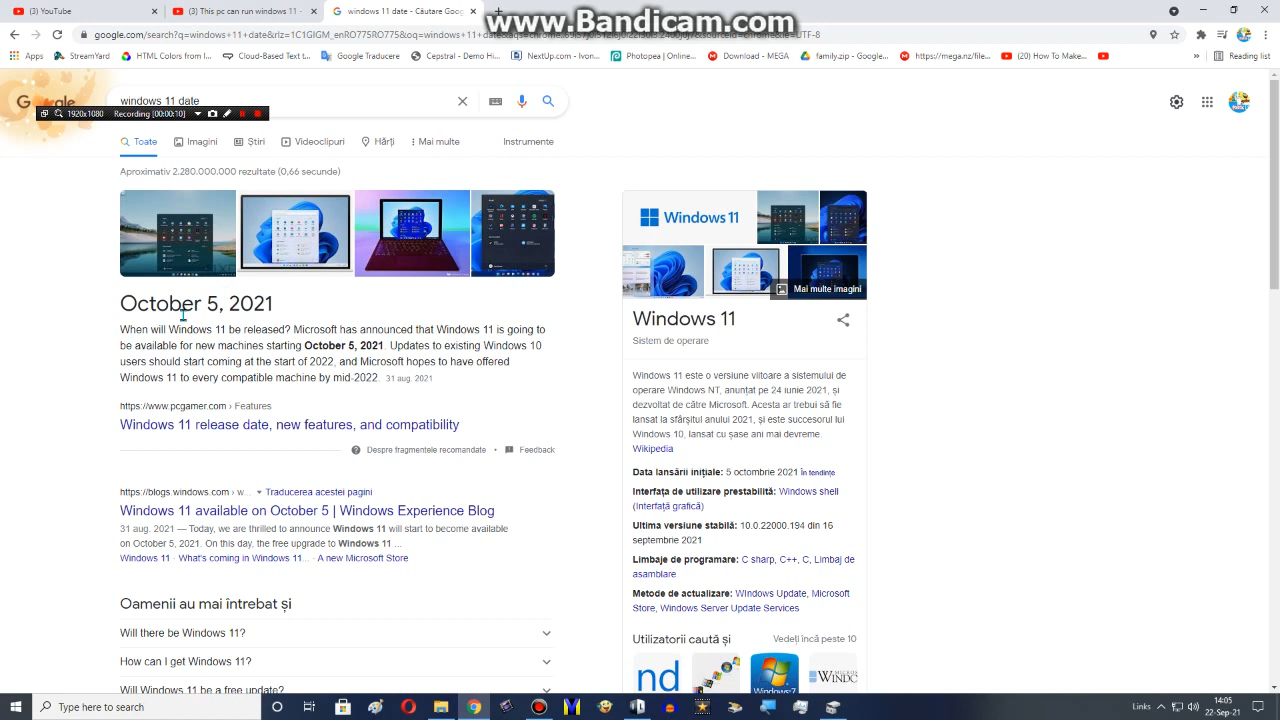 www.Bandicam.com
(3) YouTube
(3) This pc can run windows 11 -
windows 11 date - Căutare Goog
google.com/search?q=windows+11+date&rlz=1C1GIGM_enRO775RO775&oq=windows+11+date
Apps
StreamYard
HTML Colors from I...
Cloud-Based Text T...
Google Traducere
Cepstral - Demo Hi...
NextUp.com - Ivon...
Photopea | Online...
Download - MEGA
family.zip - Google...
https://mega.nz/file...
(20) How To Make...
Reading list
windows 11 date
1920x1080 Recording [00:00:10]
Toate
Imagini
Știri
Videoclipuri
Hărți
Mai multe
Instrumente
Aproximativ 2.280.000.000 rezultate (0,66 secunde)
October 5, 2021
When will Windows 11 be released? Microsoft has announced that Windows 11 is going to
be available for new machines starting October 5, 2021. Updates to existing Windows 10
users should start coming at the start of 2022, and Microsoft hopes to have offered
Windows 11 to every compatible machine by mid-2022. 31 aug. 2021
https://www.pcgamer.com › Features
Windows 11 release date, new features, and compatibility
Despre fragmentele recomandate • Feedback
https://blogs.windows.com › w... Traducerea acestei pagini
Windows 11 available on October 5 | Windows Experience Blog
31 aug. 2021 — Today, we are thrilled to announce Windows 11 will start to become available
on October 5, 2021. On this day, the free upgrade to Windows 11 ...
Windows 11 · What's coming in Windows 11... · A new Microsoft Store
Oamenii au mai întrebat și
Will there be Windows 11?
How can I get Windows 11?
Will Windows 11 be a free update?
Windows 11
Mai multe imagini
Windows 11
Sistem de operare
Windows 11 este o versiune viitoare a sistemului de
operare Windows NT, anunțat pe 24 iunie 2021, și
dezvoltat de către Microsoft. Acesta ar trebui să fie
lansat la sfârșitul anului 2021, și este succesorul lui
Windows 10, lansat cu șase ani mai devreme.
Wikipedia
Data lansării inițiale: 5 octombrie 2021 În tendințe
Interfața de utilizare prestabilită: Windows shell
(Interfață grafică)
Ultima versiune stabilă: 10.0.22000.194 din 16
septembrie 2021
Limbaje de programare: C sharp, C++, C, Limbaj de
asamblare
Metode de actualizare: WIndows Update, Microsoft
Store, Windows Server Update Services
Utilizatorii caută și
Vedeți încă peste 10
nd
Windows7
Type here to search
Links
14:05
22-Sep-21